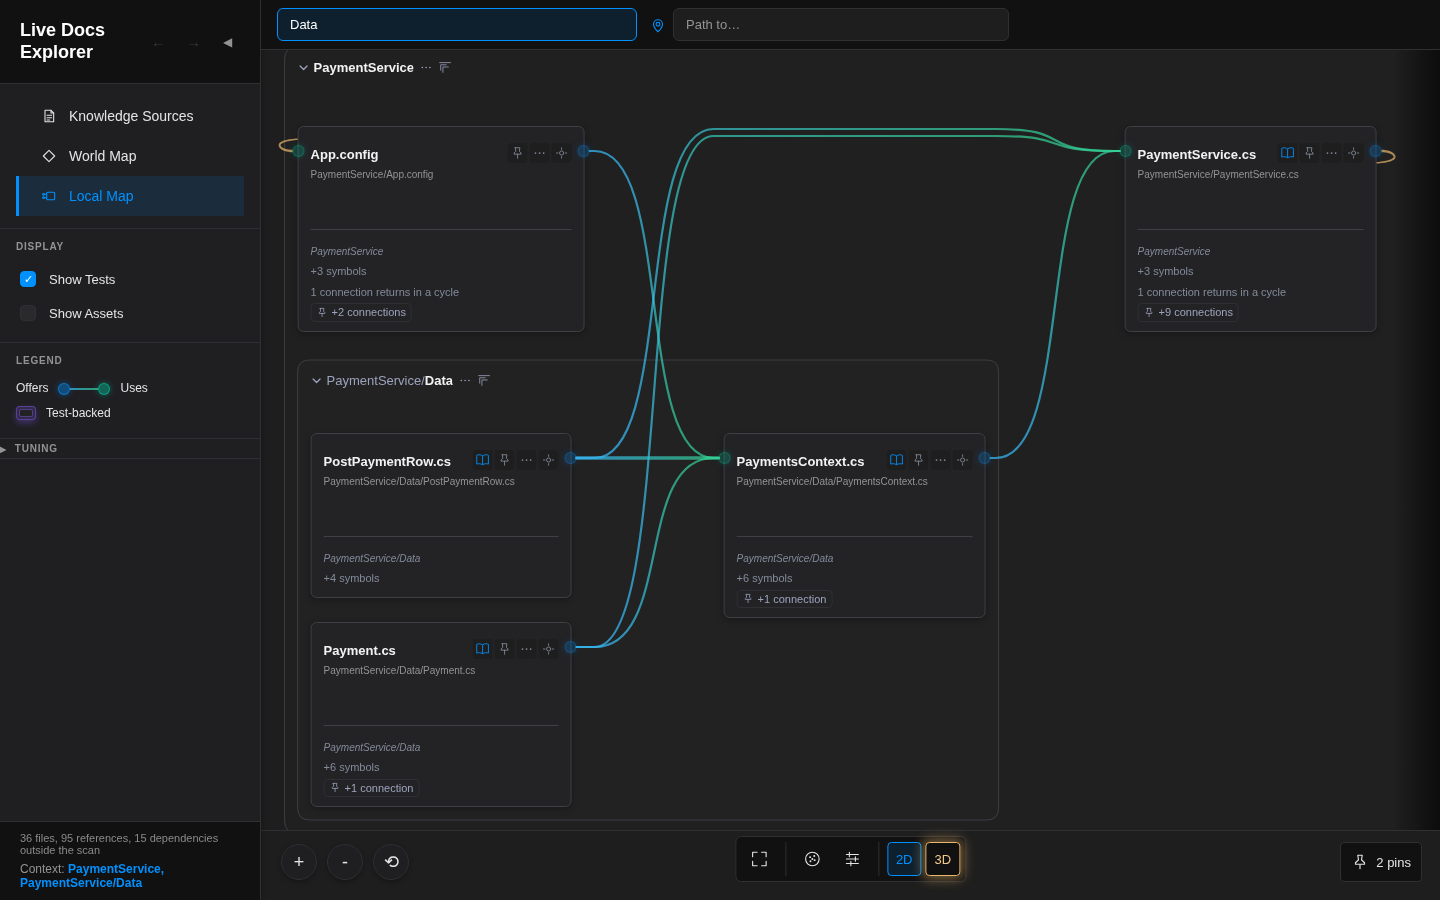 Live Docs
Explorer
Data
Path to…
Knowledge Sources
World Map
Local Map
DISPLAY
✓ Show Tests
Show Assets
LEGEND
Offers
Uses
Test-backed
TUNING
36 files, 95 references, 15 dependencies
outside the scan
Context: PaymentService,
PaymentService/Data
PaymentService ···
App.config
PaymentService/App.config
PaymentService
+3 symbols
1 connection returns in a cycle
+2 connections
PaymentService.cs
PaymentService/PaymentService.cs
PaymentService
+3 symbols
1 connection returns in a cycle
+9 connections
PaymentService/Data ···
PostPaymentRow.cs
PaymentService/Data/PostPaymentRow.cs
PaymentService/Data
+4 symbols
PaymentsContext.cs
PaymentService/Data/PaymentsContext.cs
PaymentService/Data
+6 symbols
+1 connection
Payment.cs
PaymentService/Data/Payment.cs
PaymentService/Data
+6 symbols
+1 connection
+ - ⟲
2D 3D
2 pins